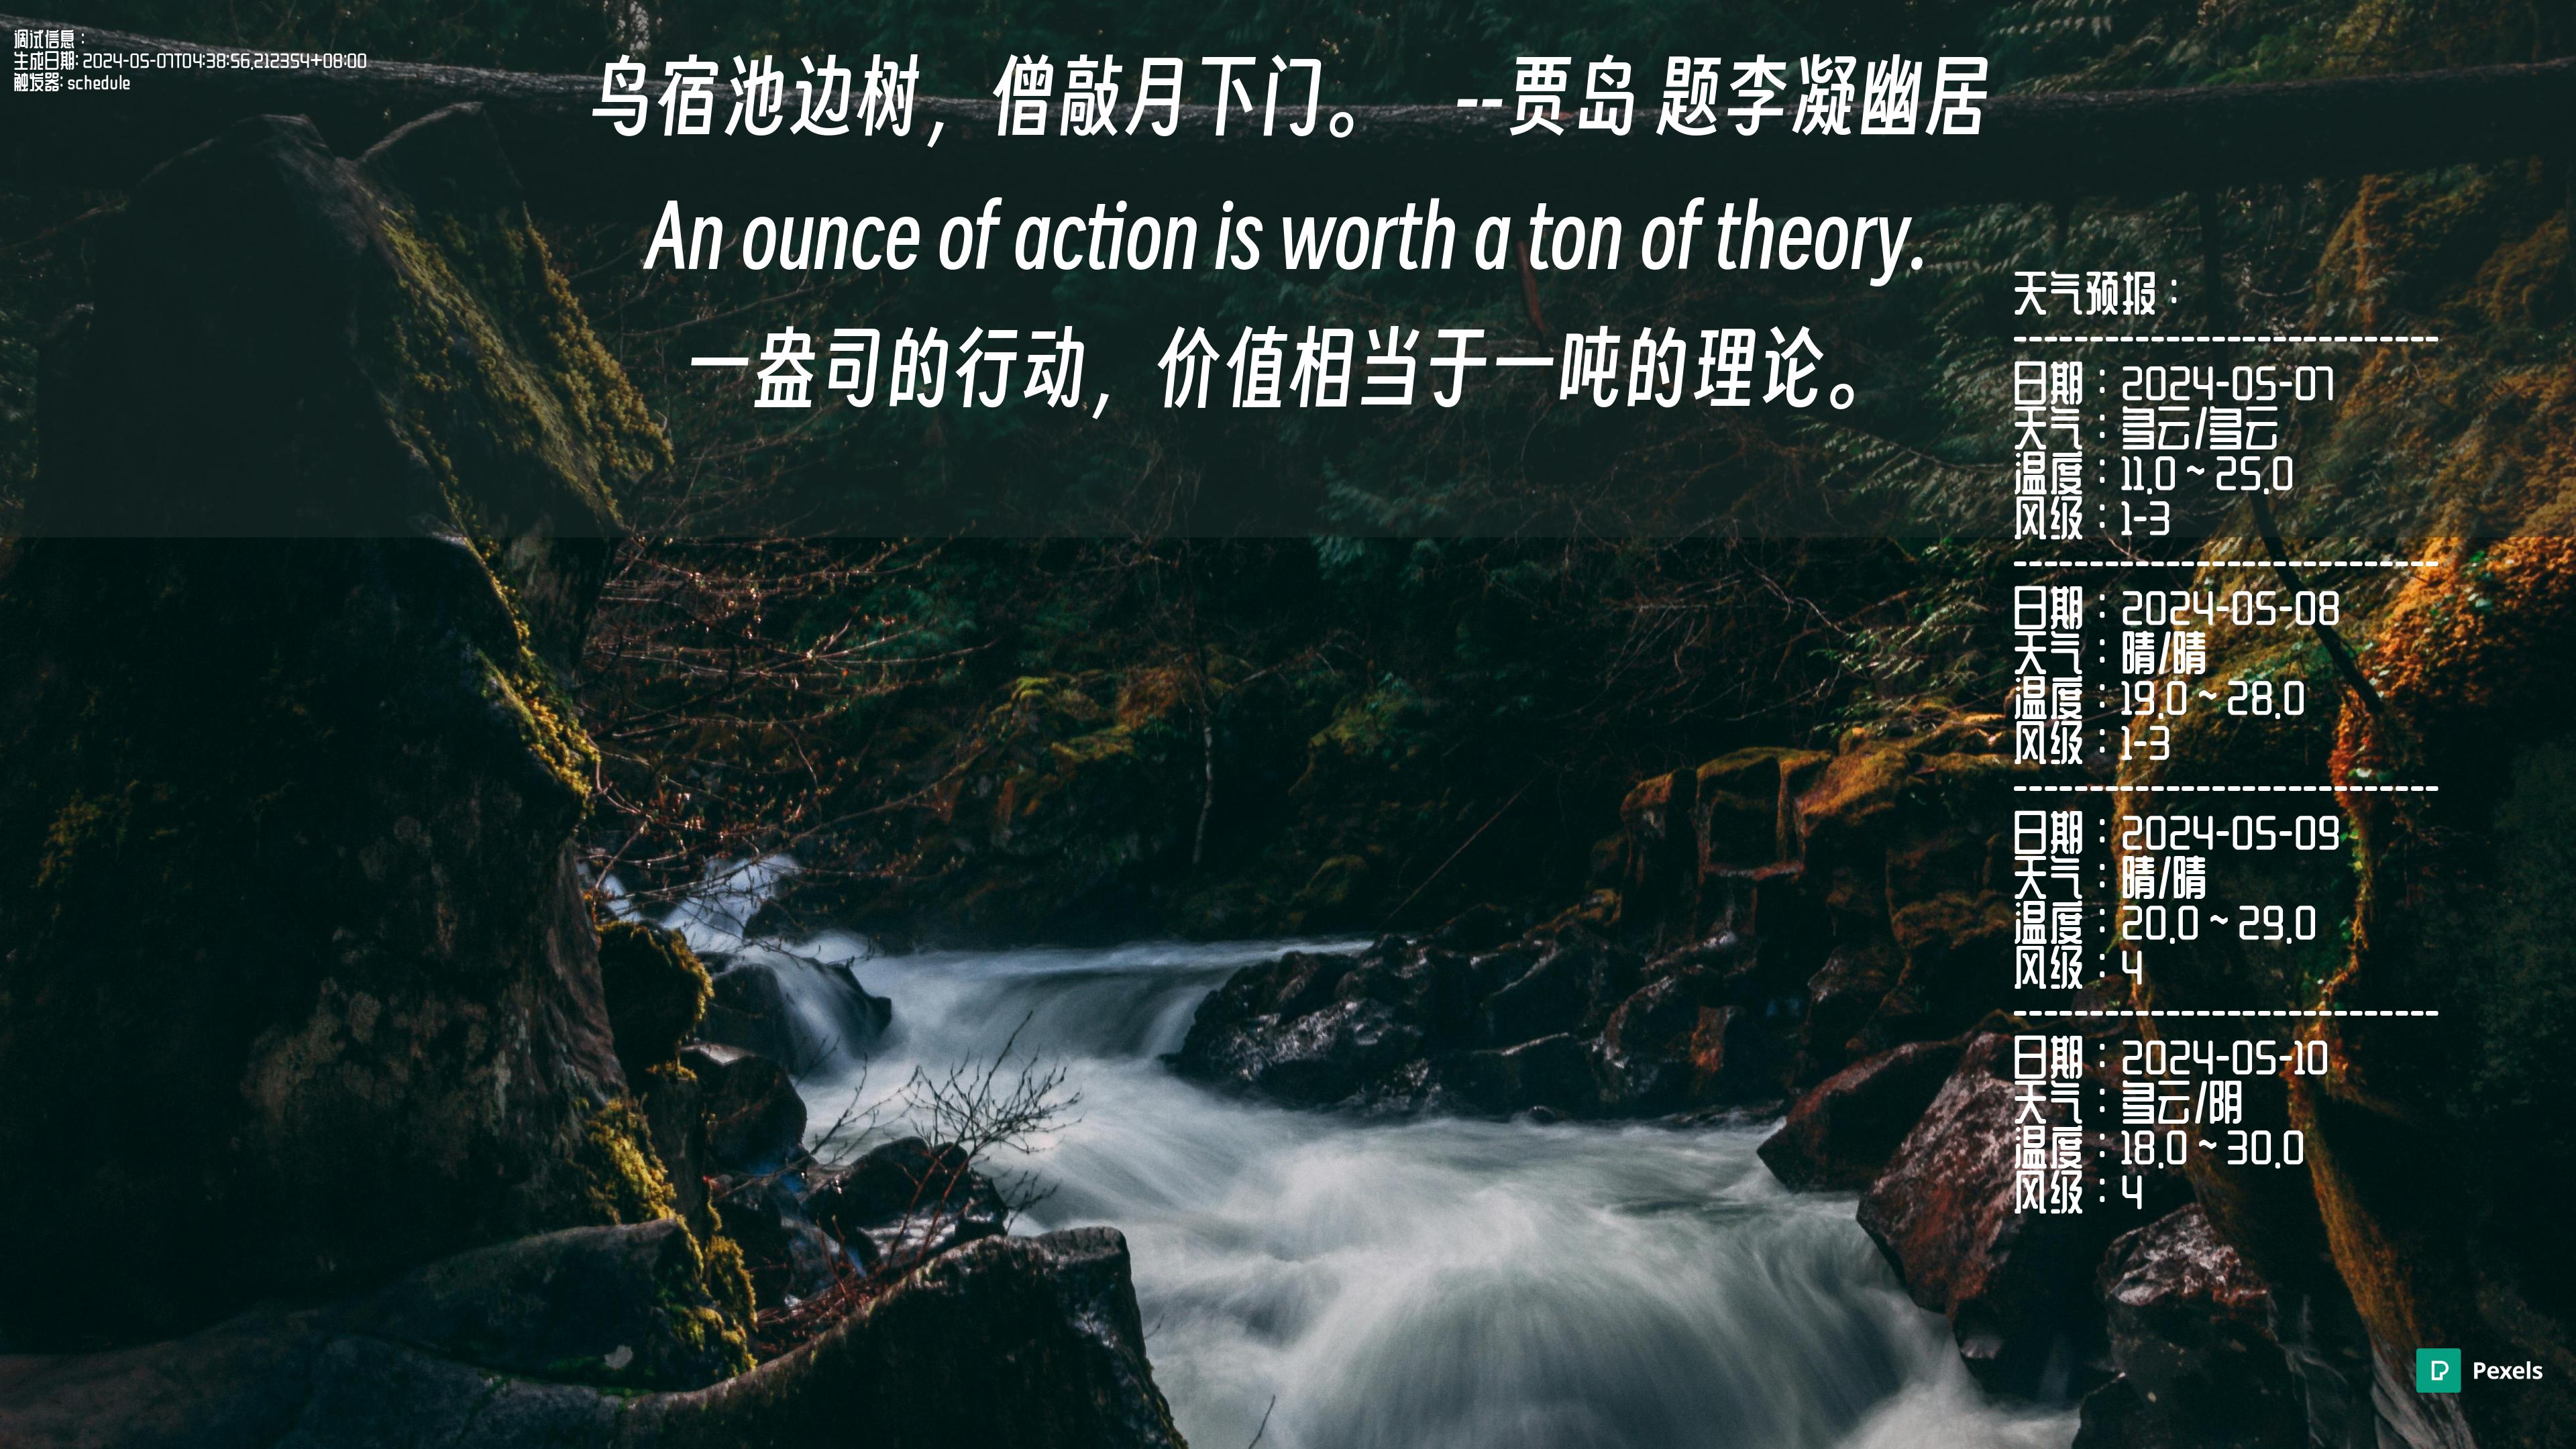 调试信息：
生成日期: 2024-05-07T04:38:56.212354+08:00
触发器: schedule
鸟宿池边树，僧敲月下门。 --贾岛 题李凝幽居
An ounce of action is worth a ton of theory.
一盎司的行动，价值相当于一吨的理论。
天气预报：
------------------------------
日期：2024-05-07
天气：多云/多云
温度：11.0 ~ 25.0
风级：1-3
------------------------------
日期：2024-05-08
天气：晴/晴
温度：19.0 ~ 28.0
风级：1-3
------------------------------
日期：2024-05-09
天气：晴/晴
温度：20.0 ~ 29.0
风级：4
------------------------------
日期：2024-05-10
天气：多云/阴
温度：18.0 ~ 30.0
风级：4
Pexels